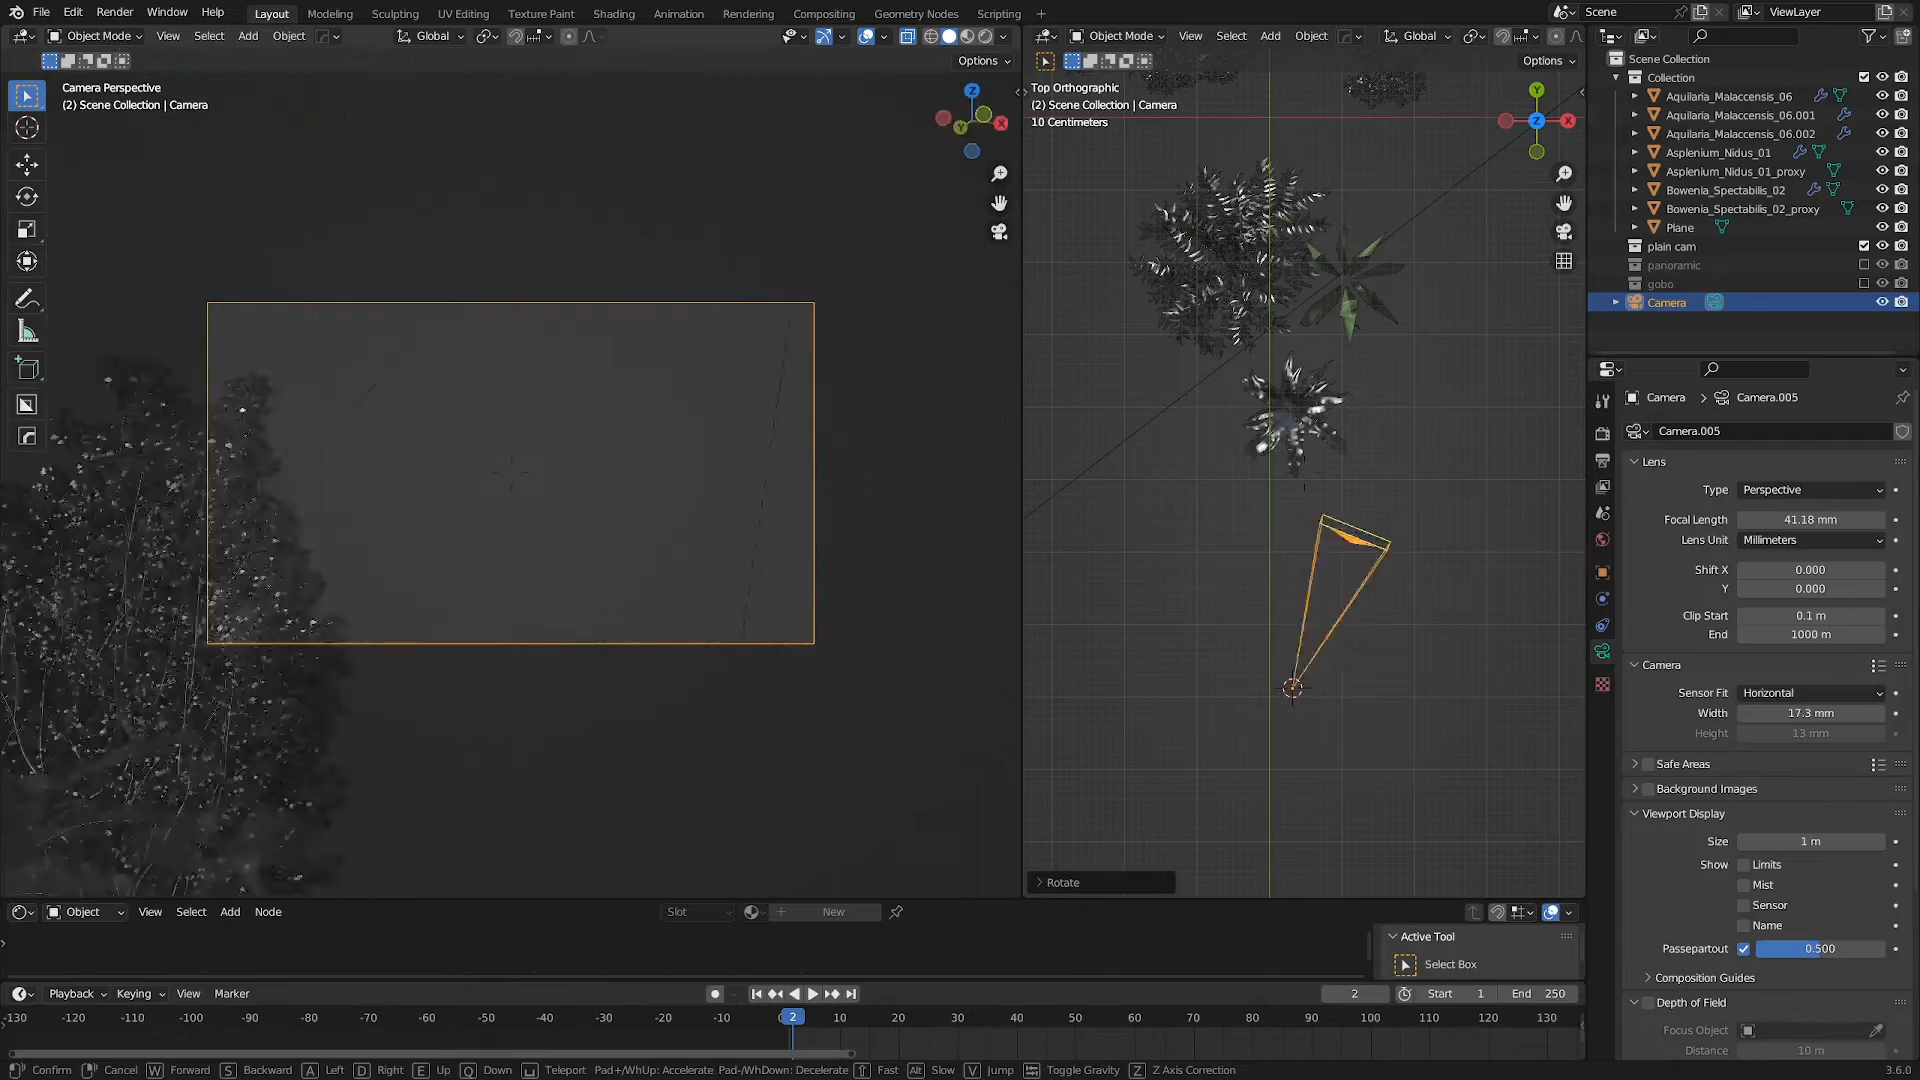 File Edit Render Window Help Layout Modeling Sculpting UV Editing Texture Paint Shading Animation Rendering Compositing Geometry Nodes Scripting + Scene ViewLayer
Object Mode View Select Add Object Global Object Mode View Select Add Object Global
Options Options
Camera Perspective
(2) Scene Collection | Camera
Z
Y
X
Top Orthographic
(2) Scene Collection | Camera
10 Centimeters
Y
Z
X
Rotate
Scene Collection
Collection
Aquilaria_Malaccensis_06
Aquilaria_Malaccensis_06.001
Aquilaria_Malaccensis_06.002
Asplenium_Nidus_01
Asplenium_Nidus_01_proxy
Bowenia_Spectabilis_02
Bowenia_Spectabilis_02_proxy
Plane
plain cam
panoramic
gobo
Camera
Camera > Camera.005
Camera.005
Lens
Type Perspective
Focal Length 41.18 mm
Lens Unit Millimeters
Shift X 0.000
Y 0.000
Clip Start 0.1 m
End 1000 m
Camera
Sensor Fit Horizontal
Width 17.3 mm
Height 13 mm
Safe Areas
Background Images
Viewport Display
Size 1 m
Show Limits
Mist
Sensor
Name
Passepartout 0.500
Composition Guides
Depth of Field
Focus Object
Distance 10 m
Object View Select Add Node Slot New
Active Tool
Select Box
Playback Keying View Marker 2 Start 1 End 250
-130 -120 -110 -100 -90 -80 -70 -60 -50 -40 -30 -20 -10 2 10 20 30 40 50 60 70 80 90 100 110 120 130
Confirm Cancel W Forward S Backward A Left D Right E Up Q Down Teleport Pad+/WhUp: Accelerate Pad-/WhDown: Decelerate Fast Alt Slow V Jump Toggle Gravity Z Z Axis Correction 3.6.0